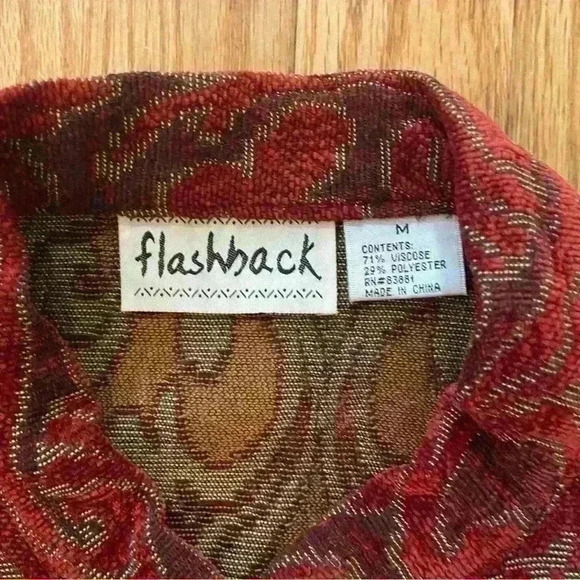 flashback
M
CONTENTS:
71% VISCOSE
29% POLYESTER
RN#83881
MADE IN CHINA